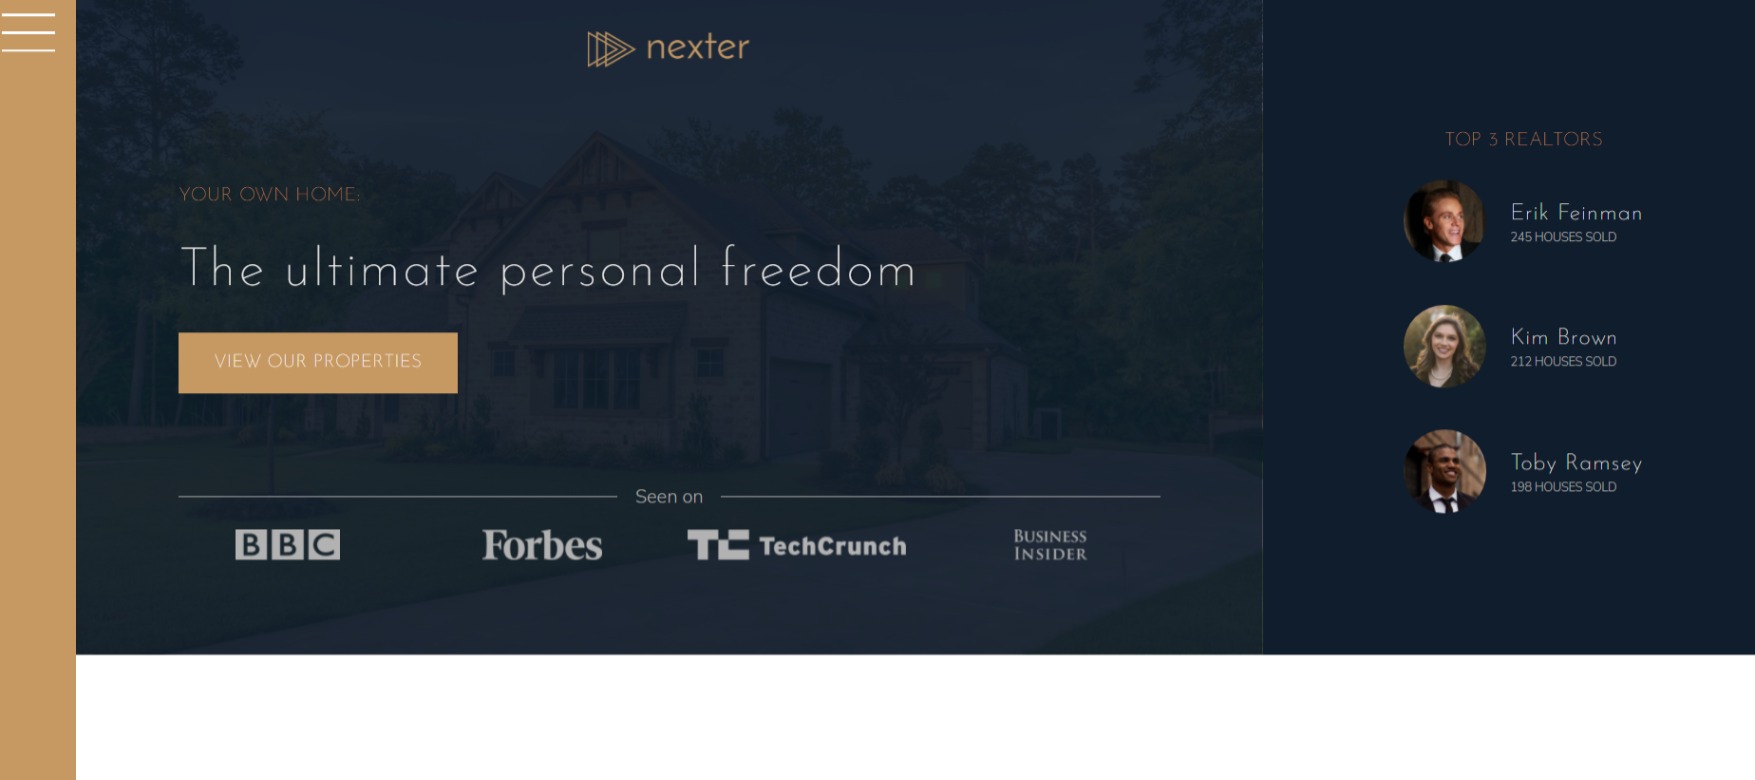 nexter
YOUR OWN HOME:
The ultimate personal freedom
VIEW OUR PROPERTIES
Seen on
BBC
Forbes
TC TechCrunch
BUSINESS
INSIDER
TOP 3 REALTORS
Erik Feinman
245 HOUSES SOLD
Kim Brown
212 HOUSES SOLD
Toby Ramsey
198 HOUSES SOLD